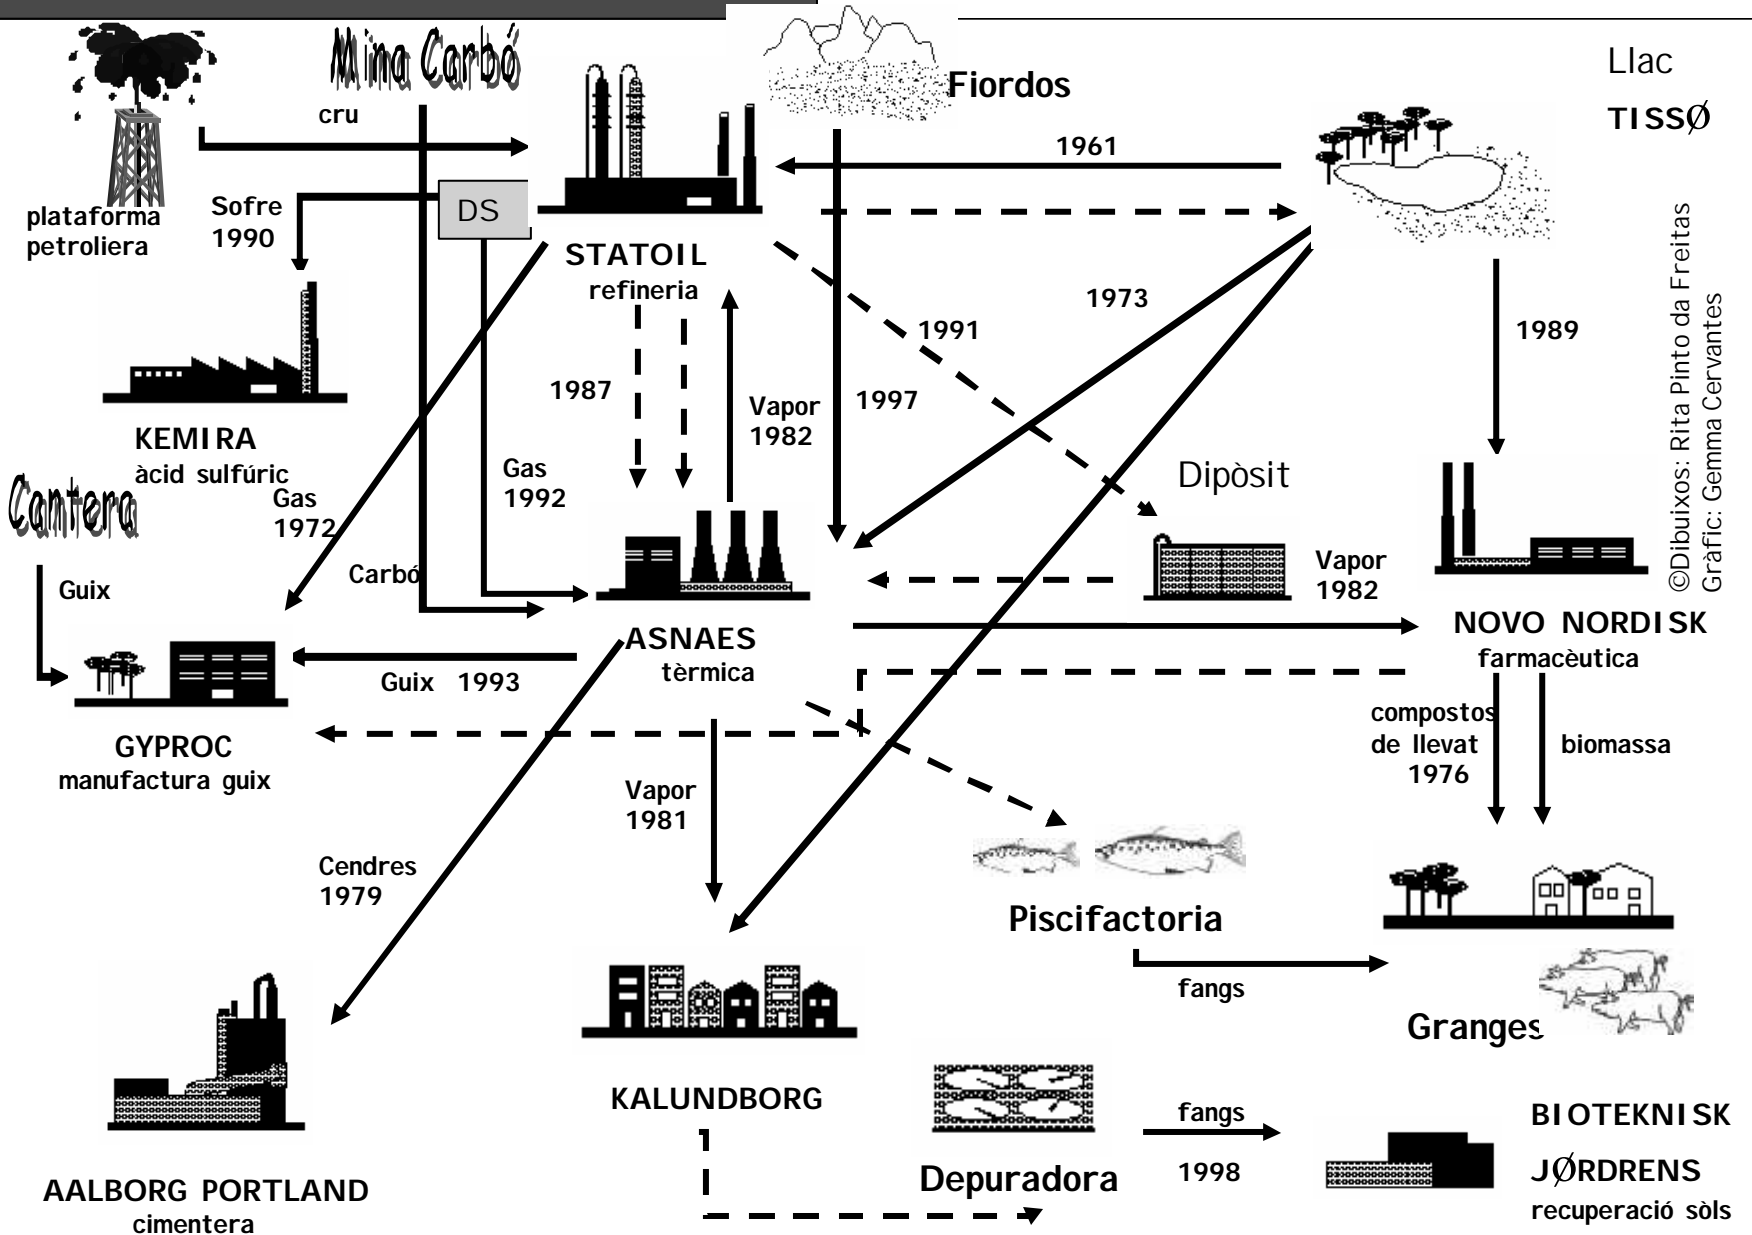 Mina Carbó
Fiordos
Llac
TISSØ
cru
1961
plataforma
petroliera
Sofre
1990
DS
STATOIL
refineria
1973
1991
1989
1987
Vapor
1982
1997
KEMIRA
àcid sulfúric
Gas
1992
Dipòsit
Cantera
Gas
1972
Carbó
Guix
Vapor
1982
NOVO NORDISK
farmacèutica
ASNAES
tèrmica
Guix 1993
compostos
de llevat
1976
biomassa
GYPROC
manufactura guix
Vapor
1981
Cendres
1979
Piscifactoria
fangs
Granges
KALUNDBORG
Depuradora
fangs
1998
BIOTEKNISK
JØRDRENS
recuperació sòls
AALBORG PORTLAND
cimentera
©Dibuixos: Rita Pinto da Freitas
Gràfic: Gemma Cervantes